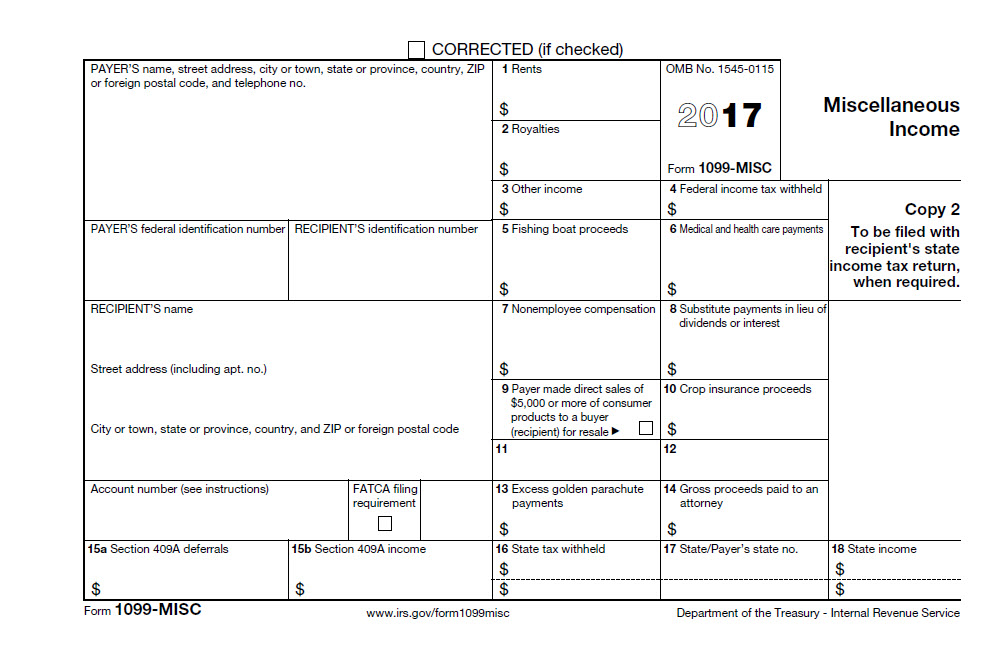 CORRECTED (if checked)
PAYER'S name, street address, city or town, state or province, country, ZIP
or foreign postal code, and telephone no.
1 Rents
$
OMB No. 1545-0115
2017
Form 1099-MISC
Miscellaneous
Income
2 Royalties
$
3 Other income
$
4 Federal income tax withheld
$
Copy 2
To be filed with
recipient's state
income tax return,
when required.
PAYER'S federal identification number
RECIPIENT'S identification number
5 Fishing boat proceeds
$
6 Medical and health care payments
$
RECIPIENT'S name
7 Nonemployee compensation
$
8 Substitute payments in lieu of
dividends or interest
$
Street address (including apt. no.)
9 Payer made direct sales of
$5,000 or more of consumer
products to a buyer
(recipient) for resale ▶
10 Crop insurance proceeds
$
City or town, state or province, country, and ZIP or foreign postal code
11
12
Account number (see instructions)
FATCA filing
requirement
13 Excess golden parachute
payments
$
14 Gross proceeds paid to an
attorney
$
15a Section 409A deferrals
$
15b Section 409A income
$
16 State tax withheld
$
$
17 State/Payer's state no.
18 State income
$
$
Form 1099-MISC
www.irs.gov/form1099misc
Department of the Treasury - Internal Revenue Service